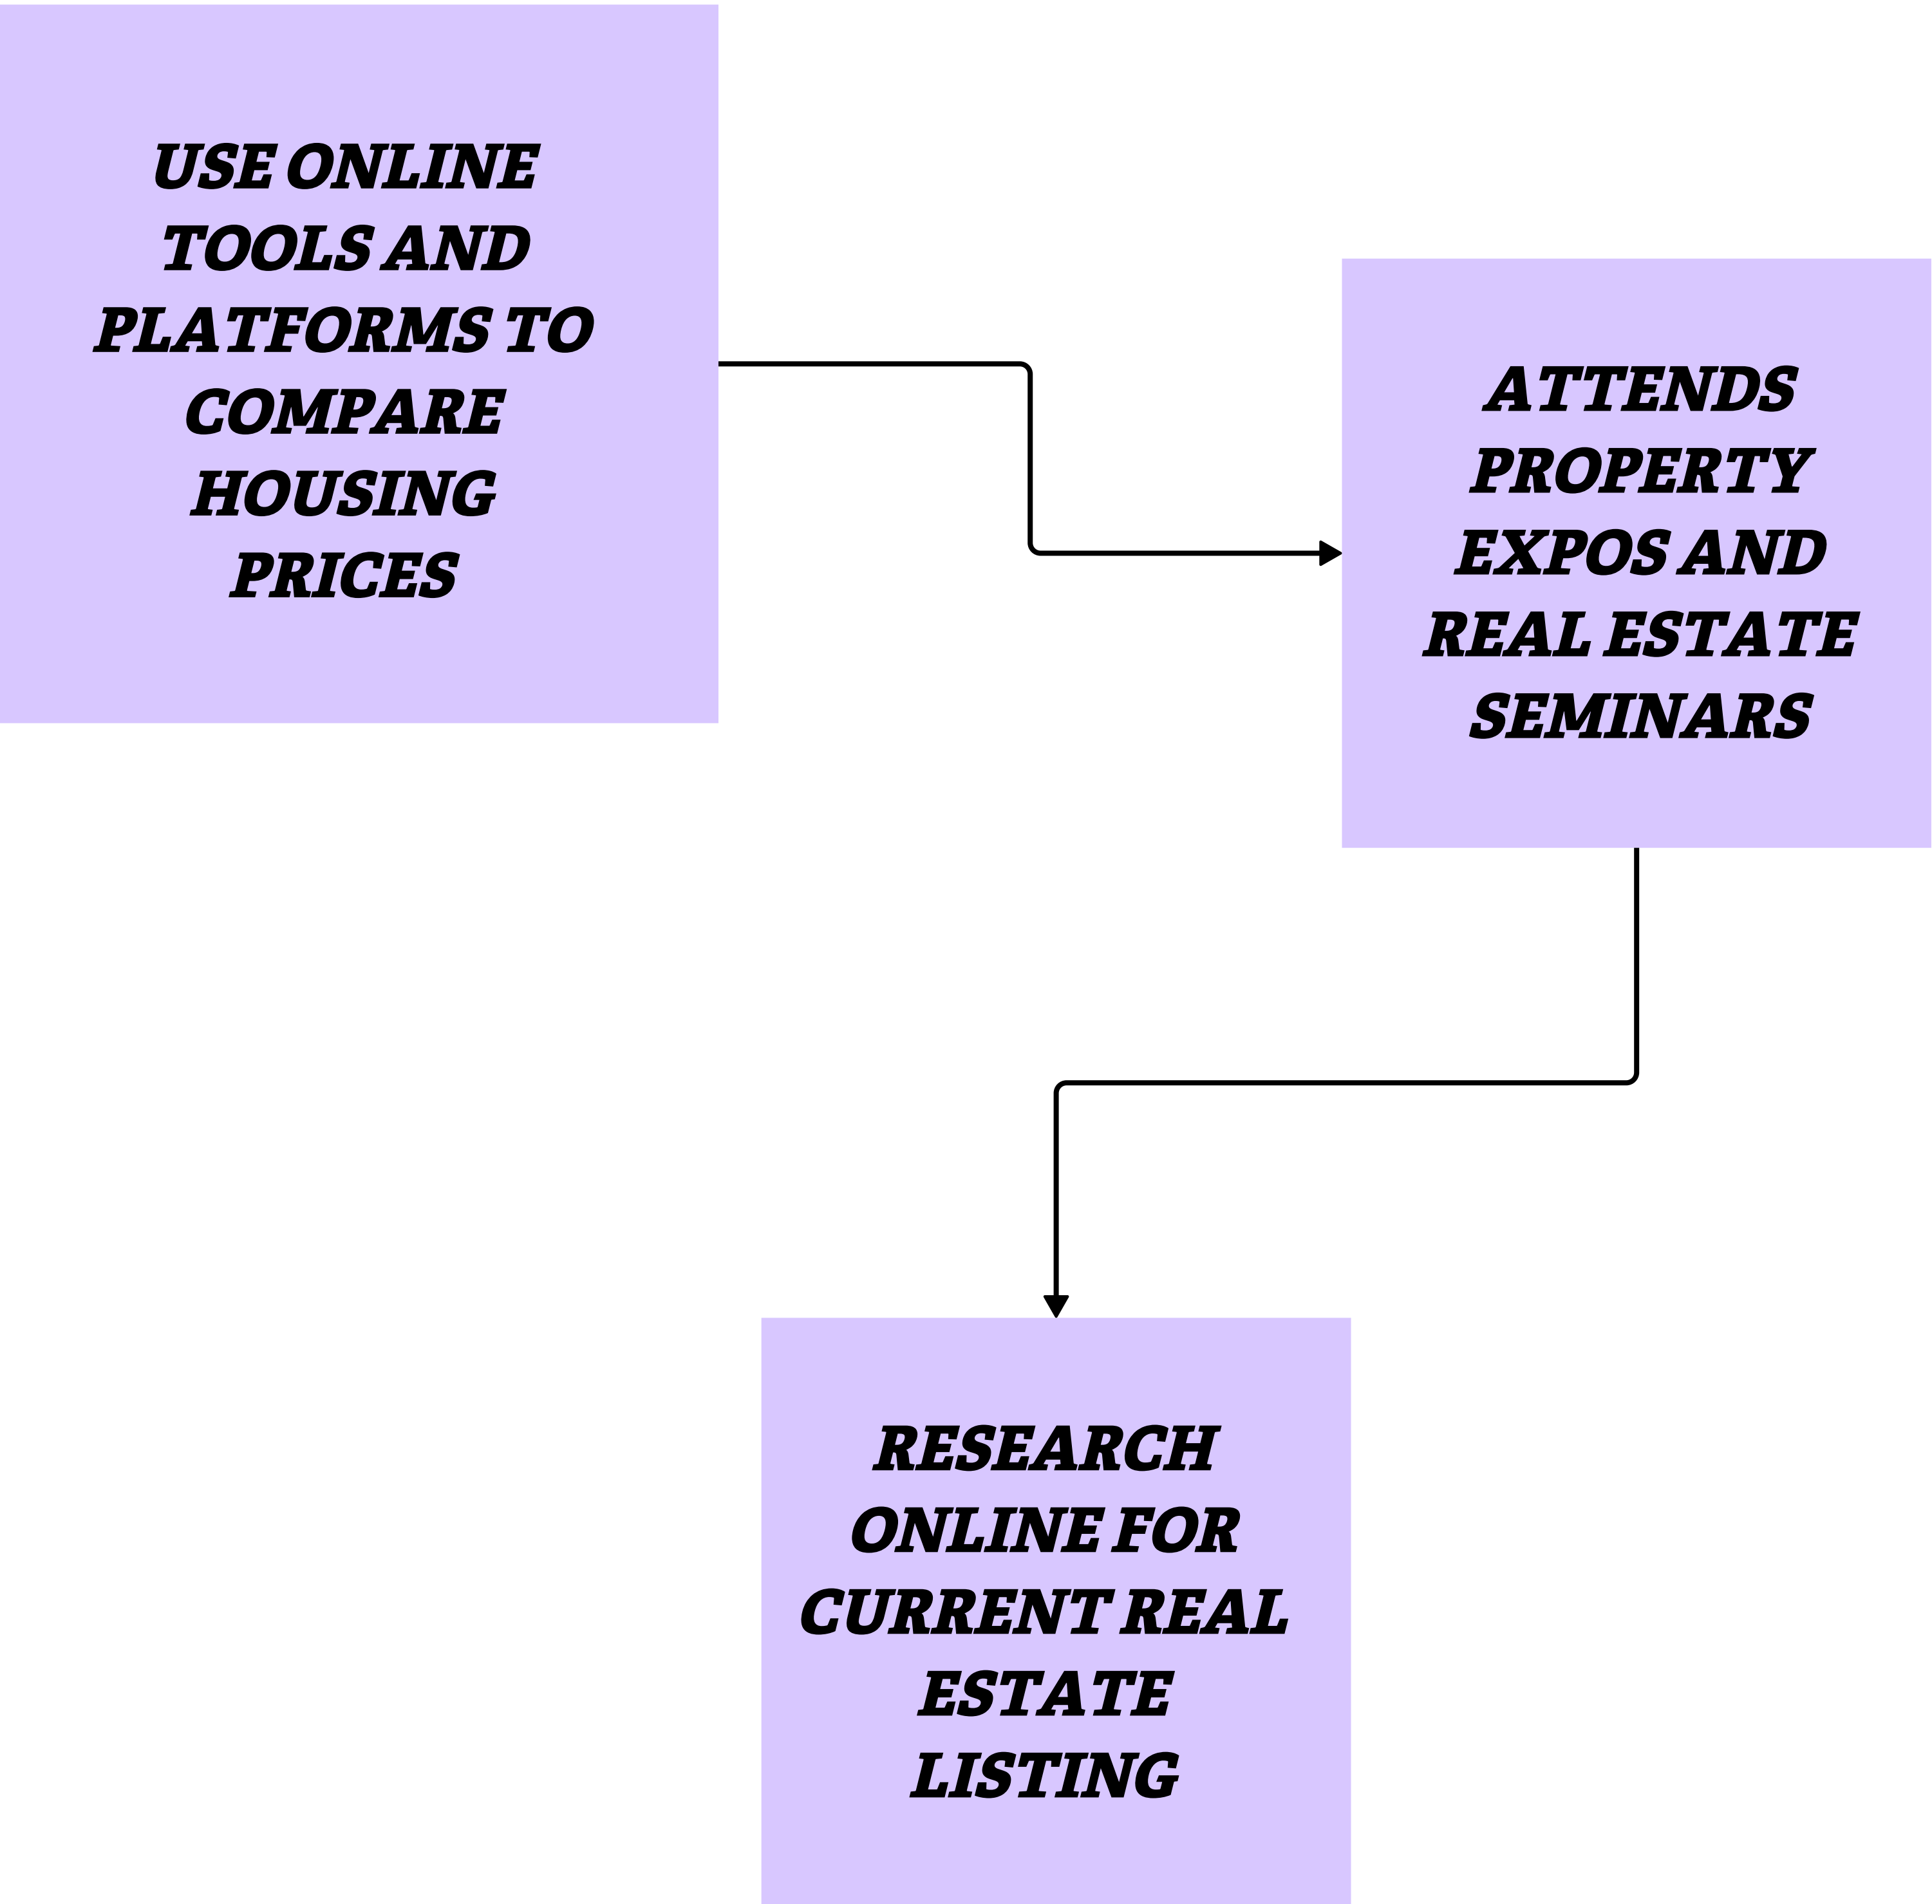 USE ONLINE
TOOLS AND
PLATFORMS TO
COMPARE
HOUSING
PRICES
ATTENDS
PROPERTY
EXPOS AND
REAL ESTATE
SEMINARS
RESEARCH
ONLINE FOR
CURRENT REAL
ESTATE
LISTING